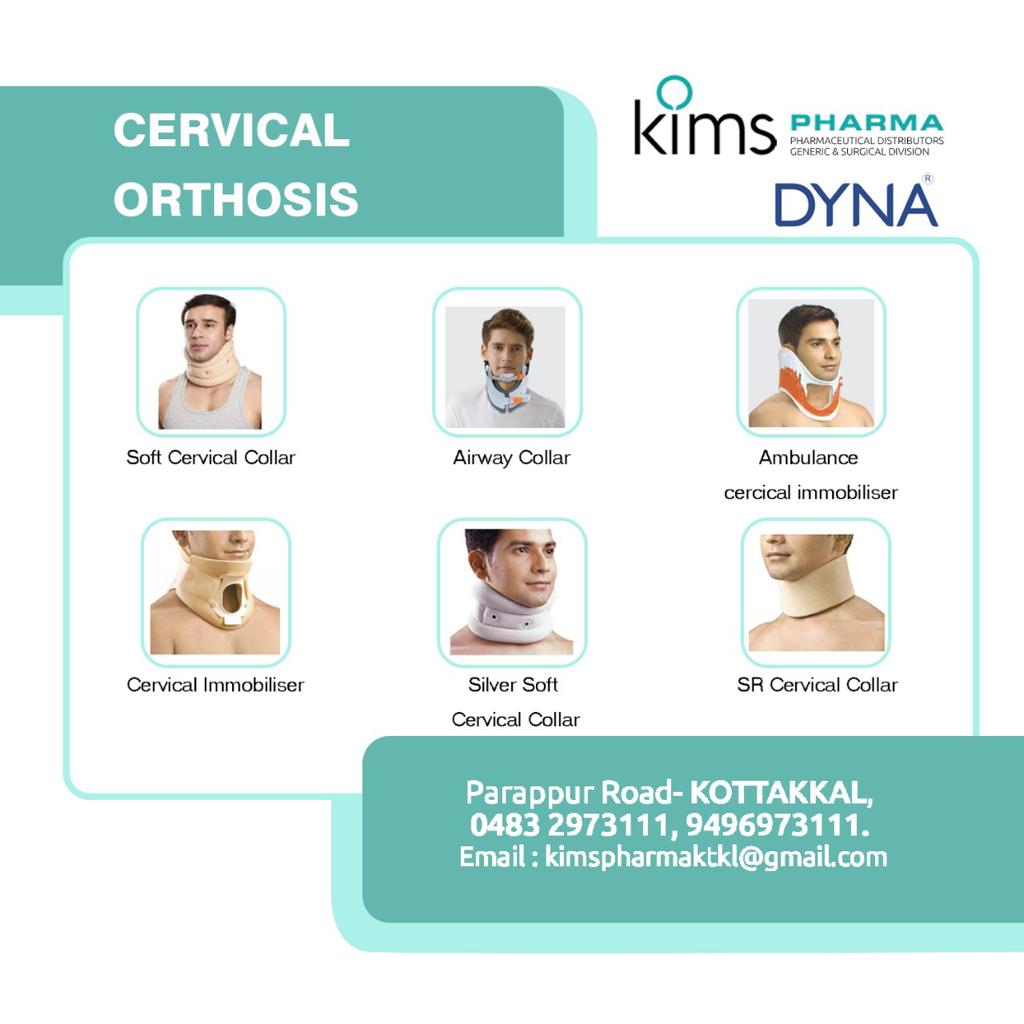 CERVICAL
ORTHOSIS
kims PHARMA
PHARMACEUTICAL DISTRIBUTORS
GENERIC & SURGICAL DIVISION
DYNA®
Soft Cervical Collar
Airway Collar
Ambulance
cercical immobiliser
Cervical Immobiliser
Silver Soft
Cervical Collar
SR Cervical Collar
Parappur Road- KOTTAKKAL,
0483 2973111, 9496973111.
Email : kimspharmaktkl@gmail.com